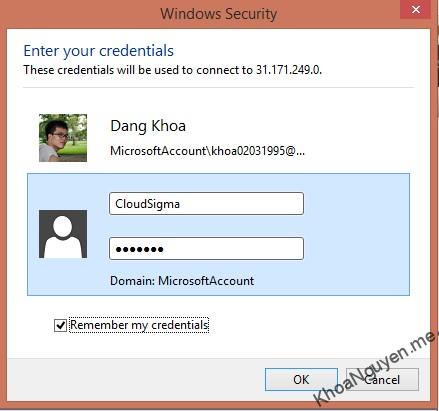 Windows Security
Enter your credentials
These credentials will be used to connect to 31.171.249.0.
Dang Khoa
MicrosoftAccount\khoa02031995@...
CloudSigma
•••••••
Domain: MicrosoftAccount
Remember my credentials
OK
Cancel
KhoaNguyen.me